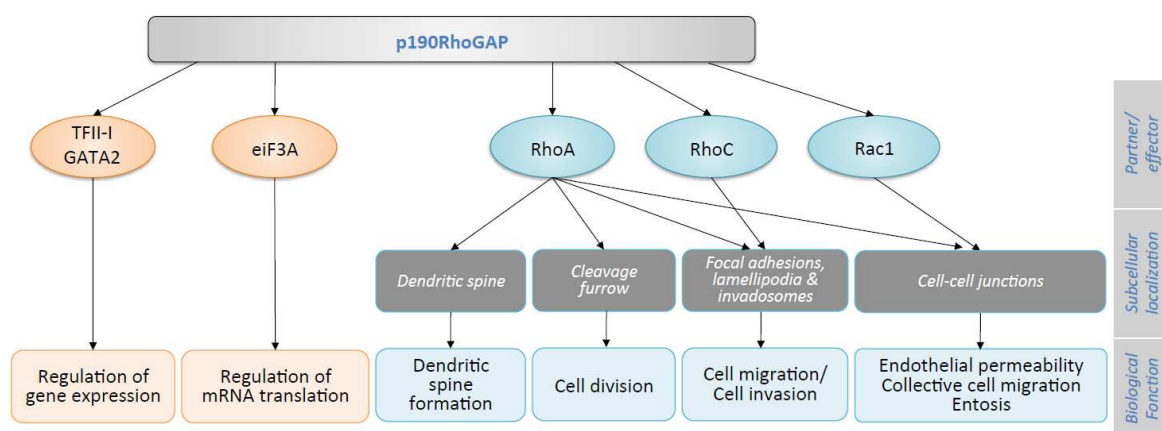 p190RhoGAP
TFII-I
GATA2
eiF3A
RhoA
RhoC
Rac1
Partner/
effector
Dendritic spine
Cleavage
furrow
Focal adhesions,
lamellipodia &
invadosomes
Cell-cell junctions
Subcellular
localization
Regulation of
gene expression
Regulation of
mRNA translation
Dendritic
spine
formation
Cell division
Cell migration/
Cell invasion
Endothelial permeability
Collective cell migration
Entosis
Biological
Fonction